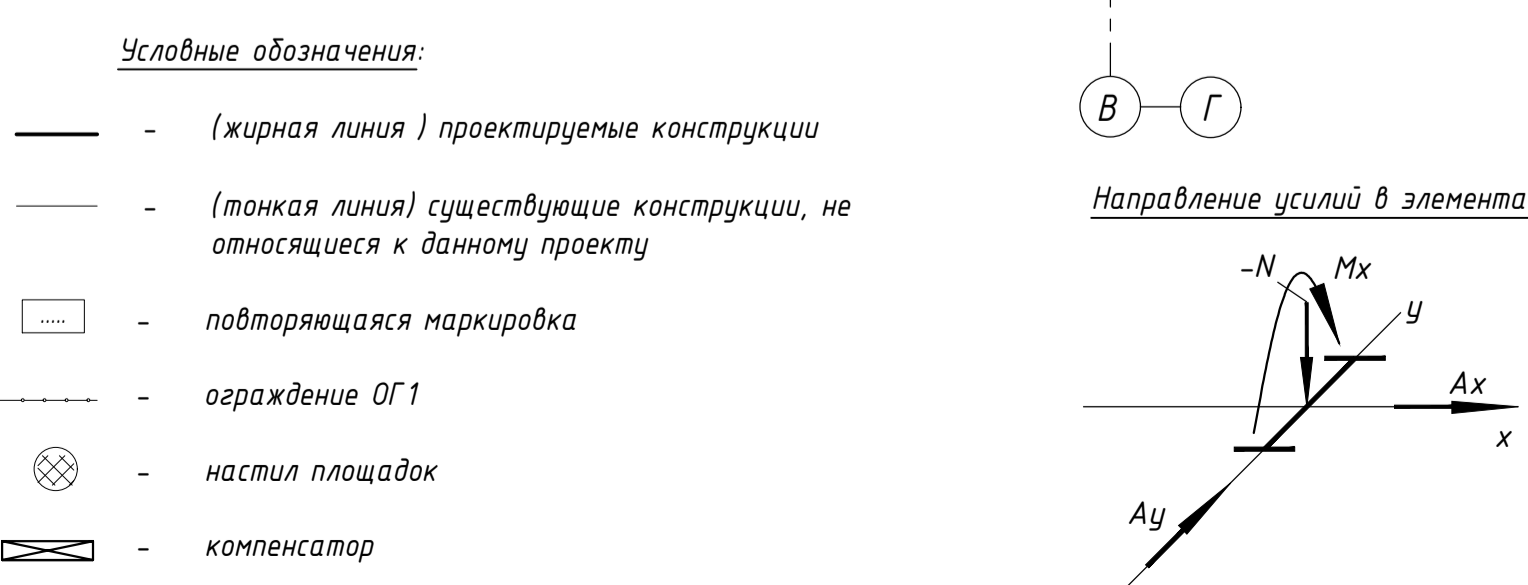 Условные обозначения:
- (жирная линия ) проектируемые конструкции
- (тонкая линия) существующие конструкции, не
относящиеся к данному проекту
..... - повторяющаяся маркировка
- ограждение ОГ1
- настил площадок
- компенсатор
В Г
Направление усилий в элемента
-N Mx
y
Ax
x
Ay